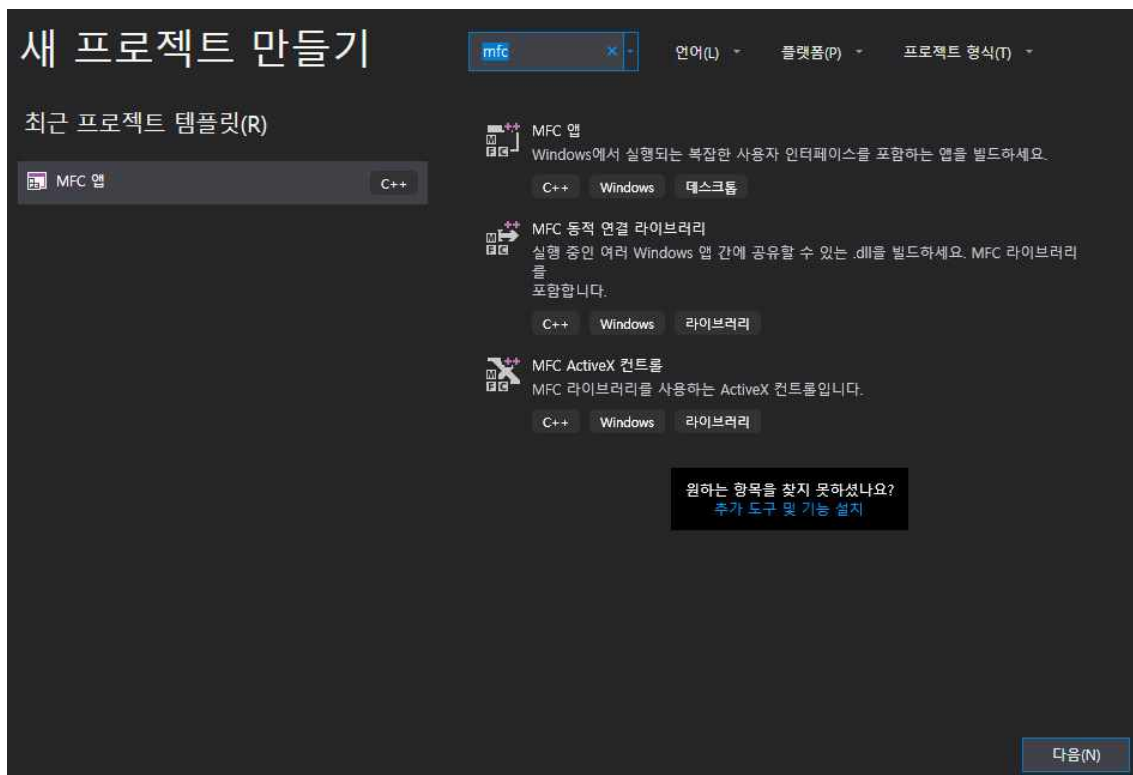 새 프로젝트 만들기
mfc
언어(L)
플랫폼(P)
프로젝트 형식(T)
최근 프로젝트 템플릿(R)
MFC 앱
C++
MFC 앱
Windows에서 실행되는 복잡한 사용자 인터페이스를 포함하는 앱을 빌드하세요.
C++ Windows 데스크톱
MFC 동적 연결 라이브러리
실행 중인 여러 Windows 앱 간에 공유할 수 있는 .dll을 빌드하세요. MFC 라이브러리
를
포함합니다.
C++ Windows 라이브러리
MFC ActiveX 컨트롤
MFC 라이브러리를 사용하는 ActiveX 컨트롤입니다.
C++ Windows 라이브러리
원하는 항목을 찾지 못하셨나요?
추가 도구 및 기능 설치
다음(N)